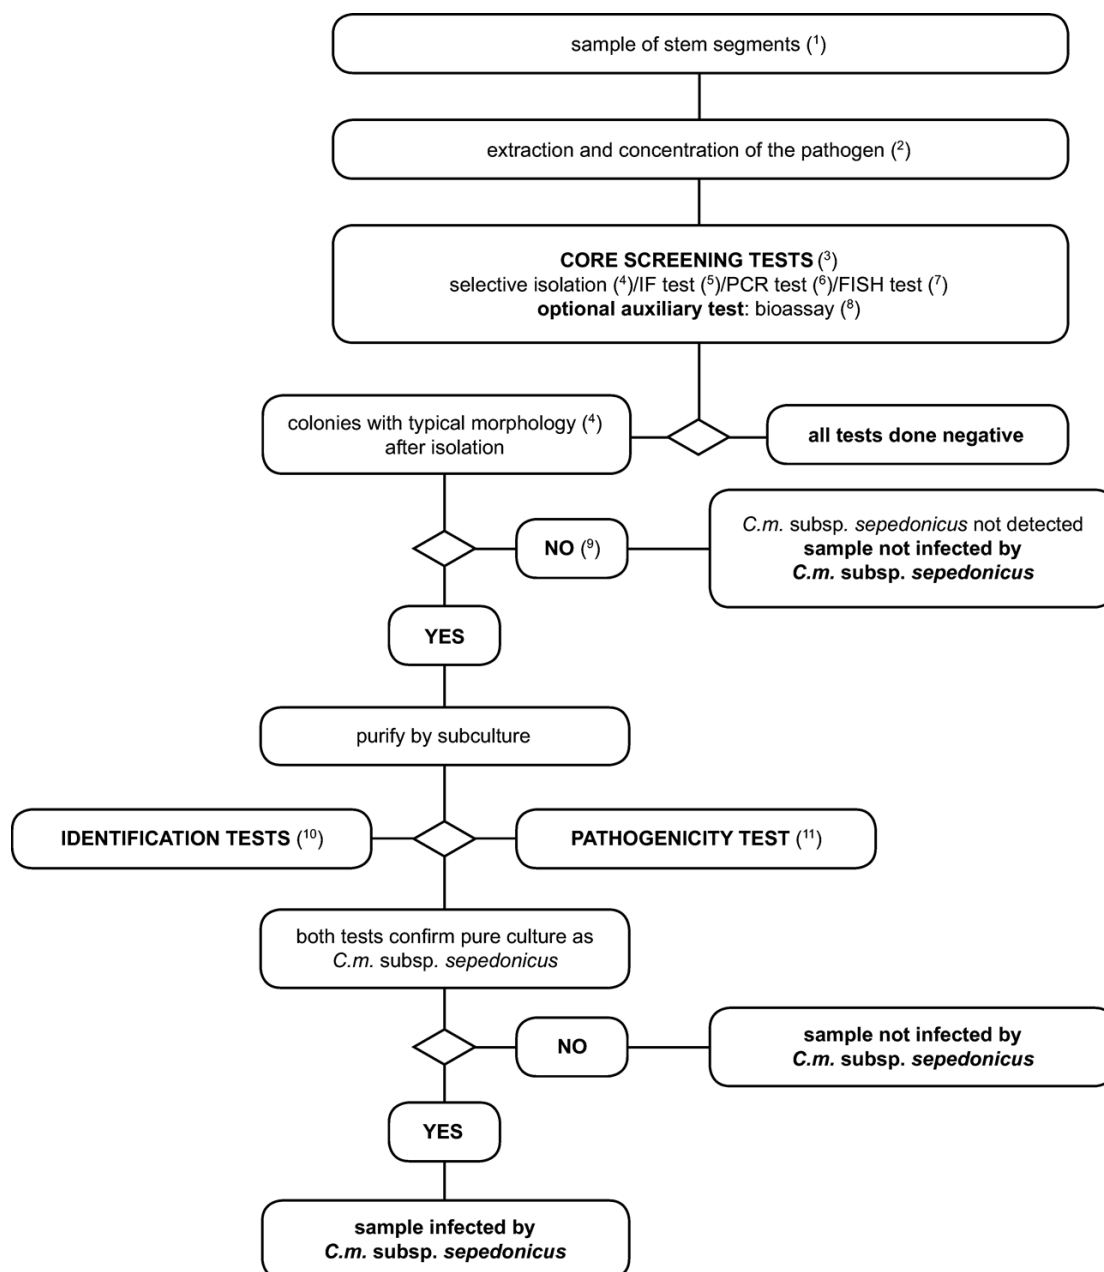 sample of stem segments (¹)
extraction and concentration of the pathogen (²)
CORE SCREENING TESTS (³)
selective isolation (⁴)/IF test (⁵)/PCR test (⁶)/FISH test (⁷)
optional auxiliary test: bioassay (⁸)
colonies with typical morphology (⁴)
after isolation
all tests done negative
NO (⁹)
C.m. subsp. sepedonicus not detected
sample not infected by
C.m. subsp. sepedonicus
YES
purify by subculture
IDENTIFICATION TESTS (¹⁰)
PATHOGENICITY TEST (¹¹)
both tests confirm pure culture as
C.m. subsp. sepedonicus
NO
sample not infected by
C.m. subsp. sepedonicus
YES
sample infected by
C.m. subsp. sepedonicus